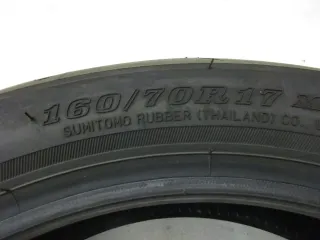 160/70R17 M
SUMITOMO RUBBER (THAILAND) CO.